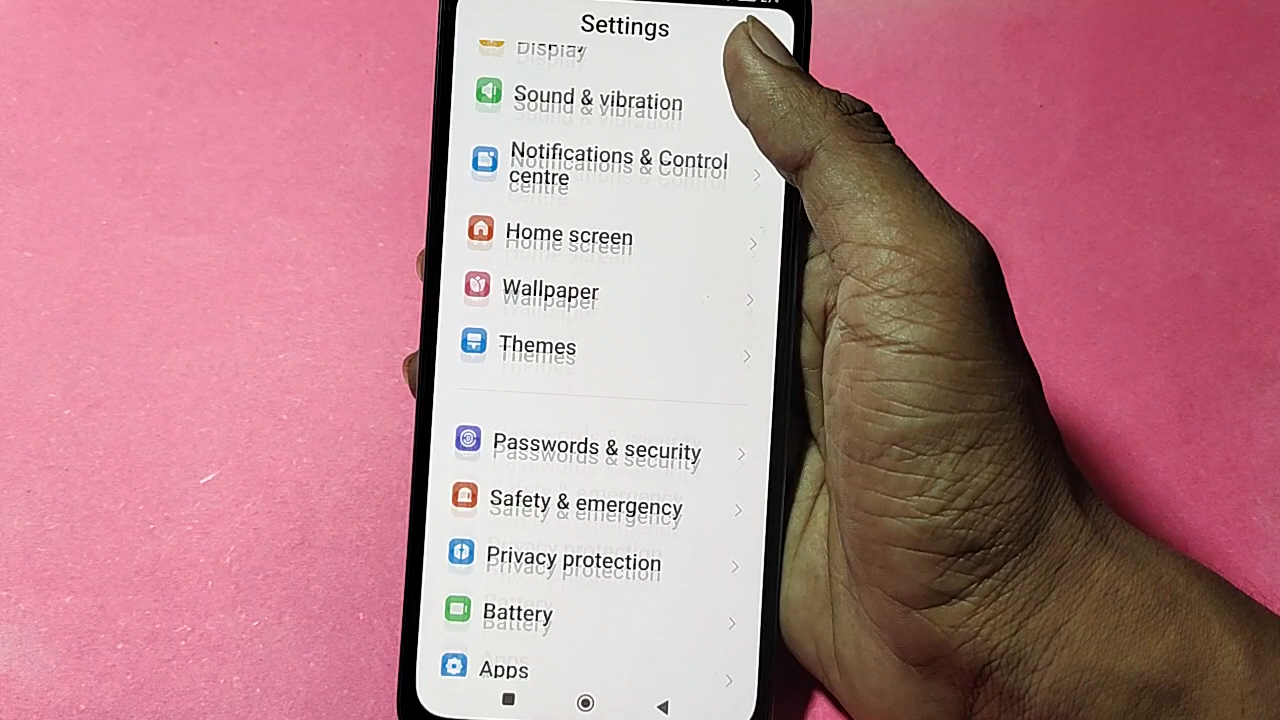 Settings
Display
Sound & vibration
Notifications & Control
centre
Home screen
Wallpaper
Themes
Passwords & security
Safety & emergency
Privacy protection
Battery
Apps